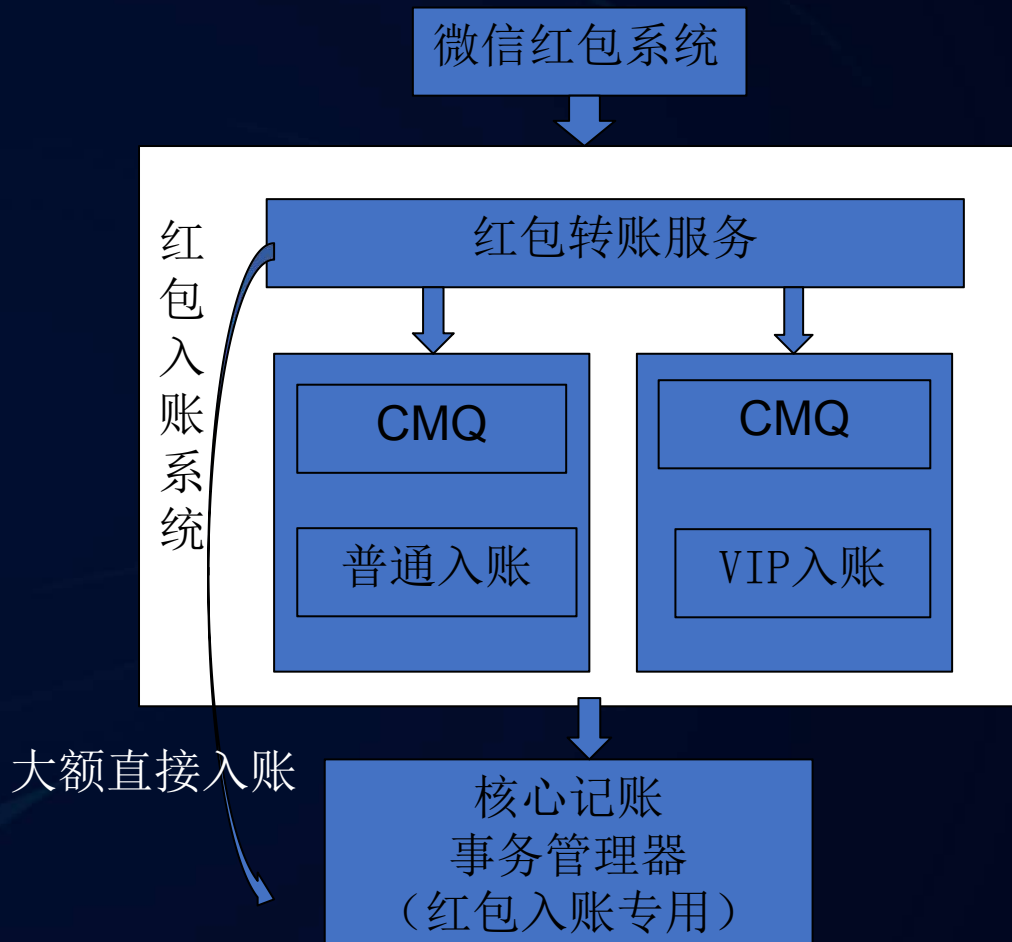 微信红包系统
红包转账服务
红包入账系统
CMQ
CMQ
普通入账
VIP入账
大额直接入账
核心记账
事务管理器
（红包入账专用）